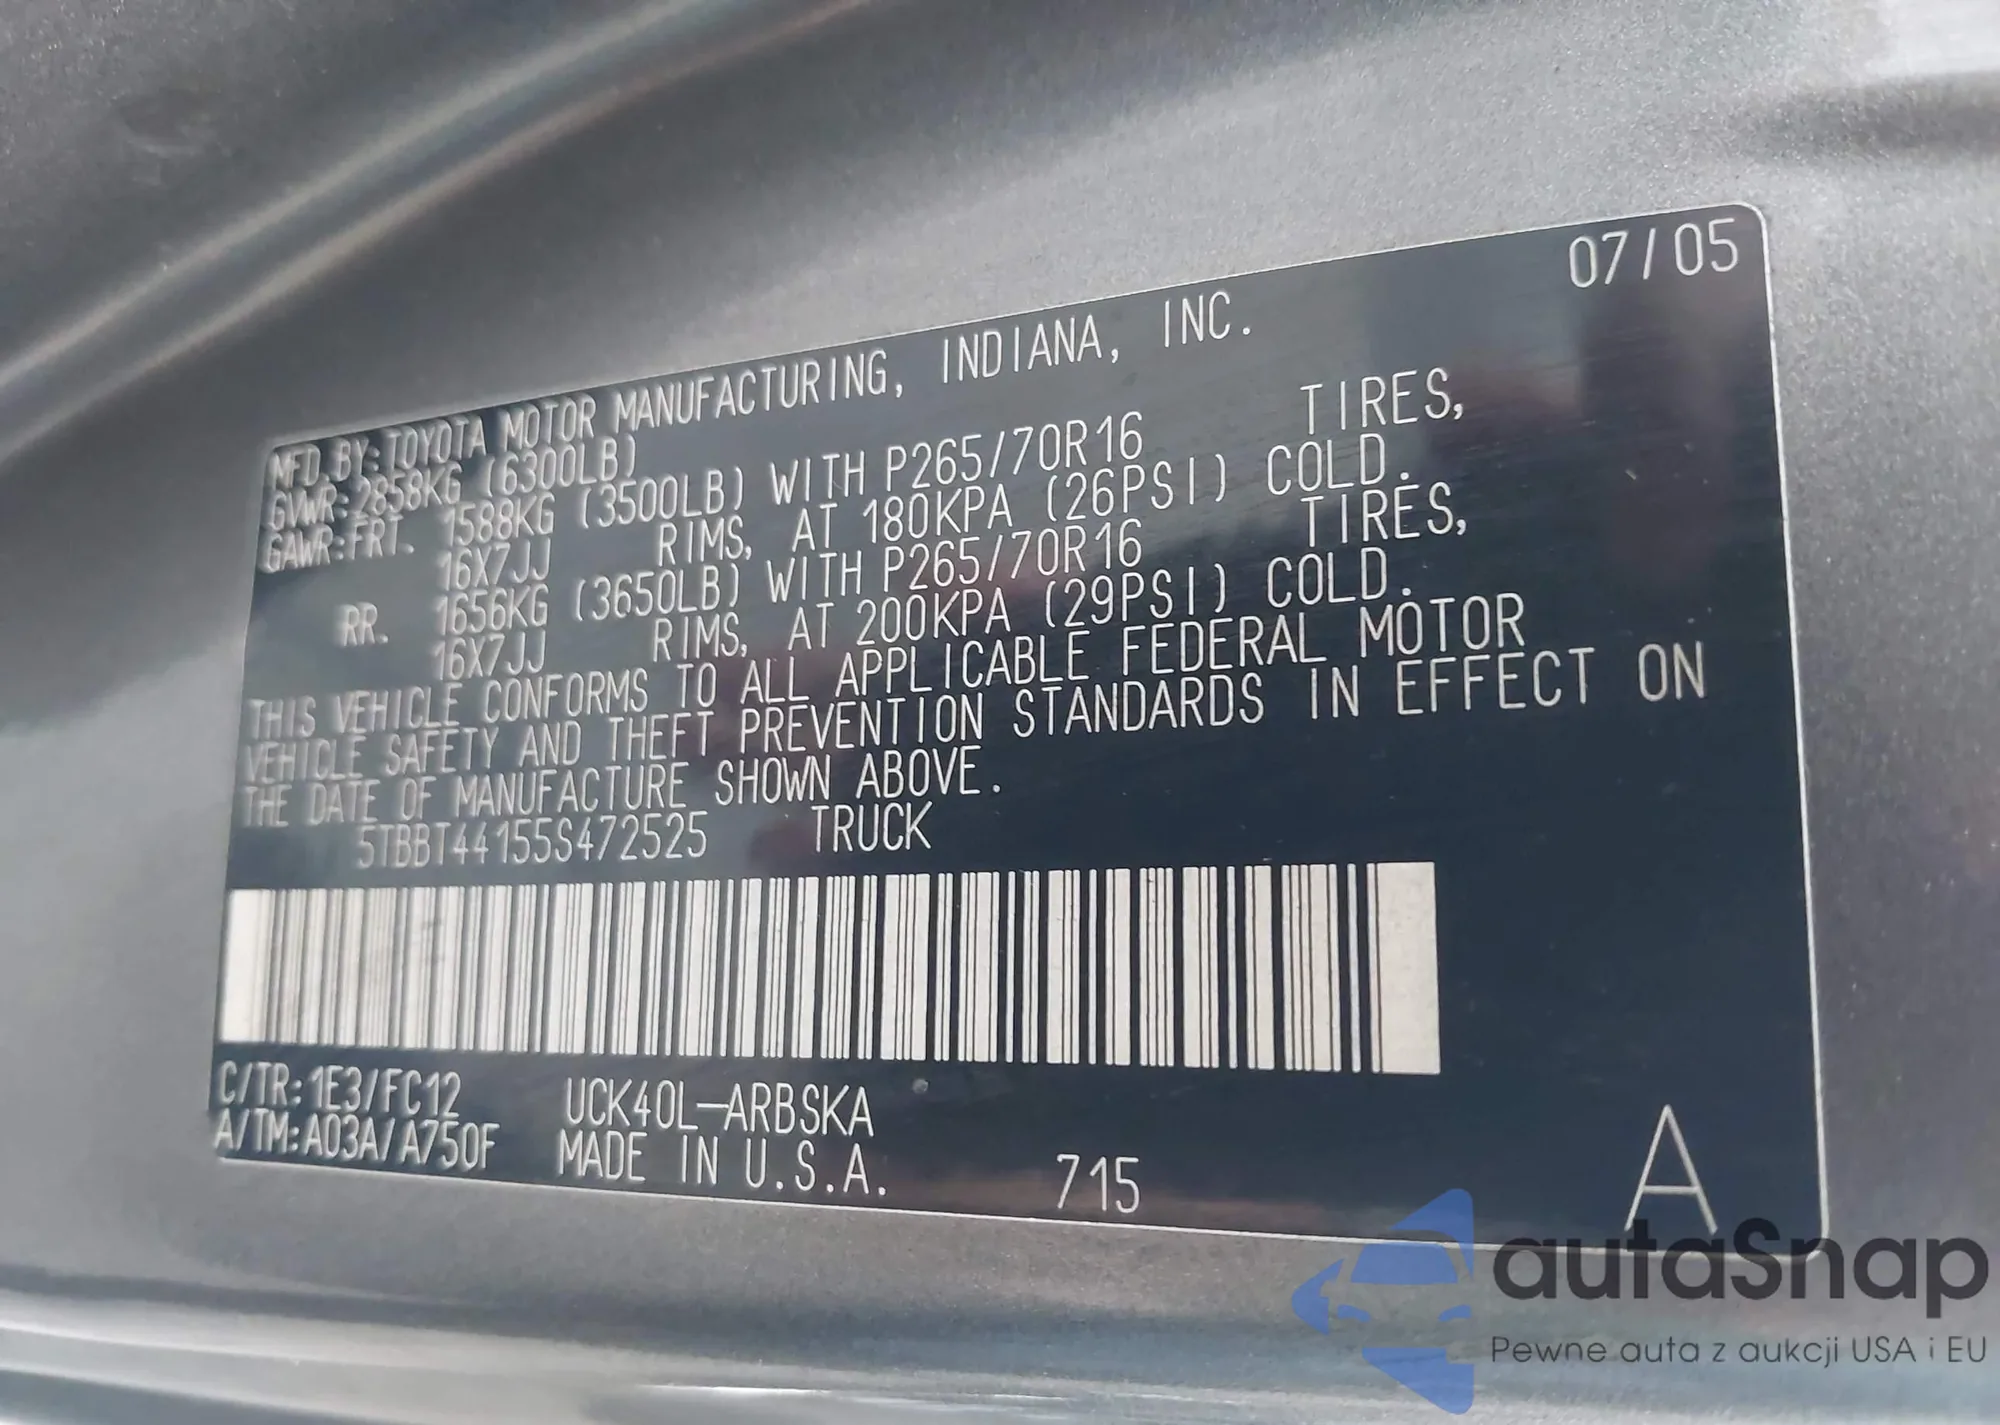 07/05
MFD. BY: TOYOTA MOTOR MANUFACTURING, INDIANA, INC.
GVWR: 2858KG (6300LB)
GAWR: FRT. 1588KG (3500LB) WITH P265/70R16 TIRES,
16X7JJ RIMS, AT 180KPA (26PSI) COLD.
RR. 1656KG (3650LB) WITH P265/70R16 TIRES,
16X7JJ RIMS, AT 200KPA (29PSI) COLD.
THIS VEHICLE CONFORMS TO ALL APPLICABLE FEDERAL MOTOR
VEHICLE SAFETY AND THEFT PREVENTION STANDARDS IN EFFECT ON
THE DATE OF MANUFACTURE SHOWN ABOVE.
5TBBT44155S472525 TRUCK
C/TR: 1E3/FC12 UCK40L-ARBSKA
A/TM: A03A/A750F MADE IN U.S.A. 715 A
autaSnap
Pewne auta z aukcji USA i EU